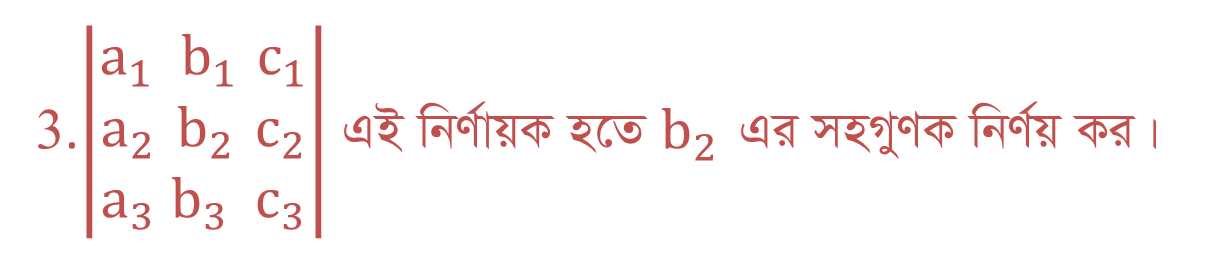 a₁ b₁ c₁
3. a₂ b₂ c₂ এই নির্ণায়ক হতে b₂ এর সহগুণক নির্ণয় কর।
a₃ b₃ c₃